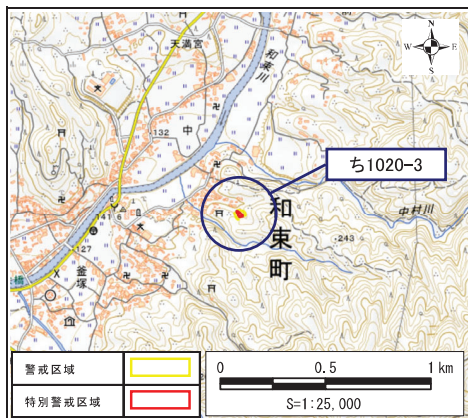 天満宮
和束川
N
W E
S
132
中
ち1020-3
和束町
141.6
127
釜塚
橋
243
中村川
警戒区域
特別警戒区域
0 0.5 1km
S=1:25,000